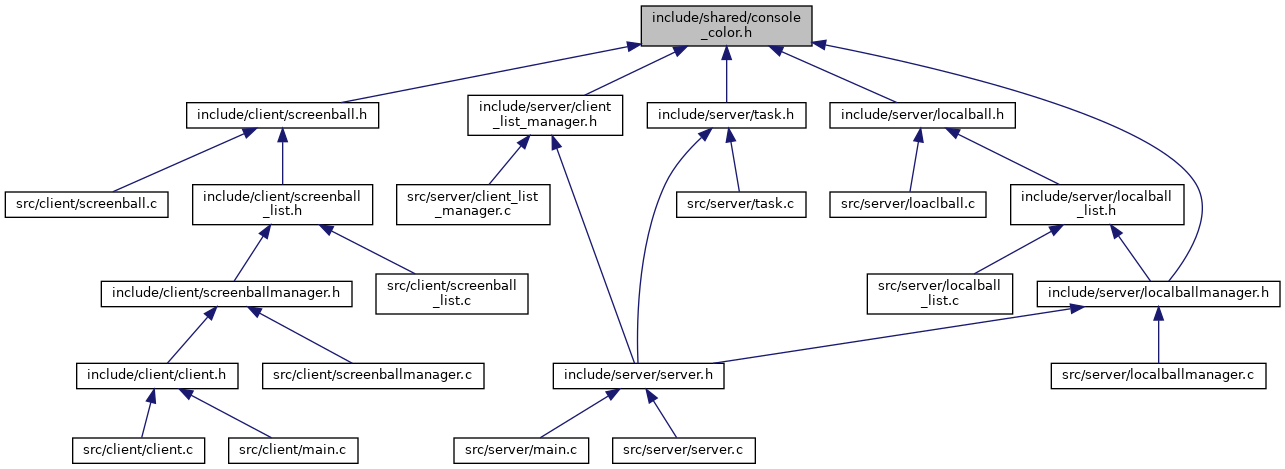 include/shared/console
_color.h
include/client/screenball.h
include/server/client
_list_manager.h
include/server/task.h
include/server/localball.h
src/client/screenball.c
include/client/screenball
_list.h
src/server/client_list
_manager.c
src/server/task.c
src/server/loaclball.c
include/server/localball
_list.h
include/client/screenballmanager.h
src/client/screenball
_list.c
src/server/localball
_list.c
include/server/localballmanager.h
include/client/client.h
src/client/screenballmanager.c
include/server/server.h
src/server/localballmanager.c
src/client/client.c
src/client/main.c
src/server/main.c
src/server/server.c